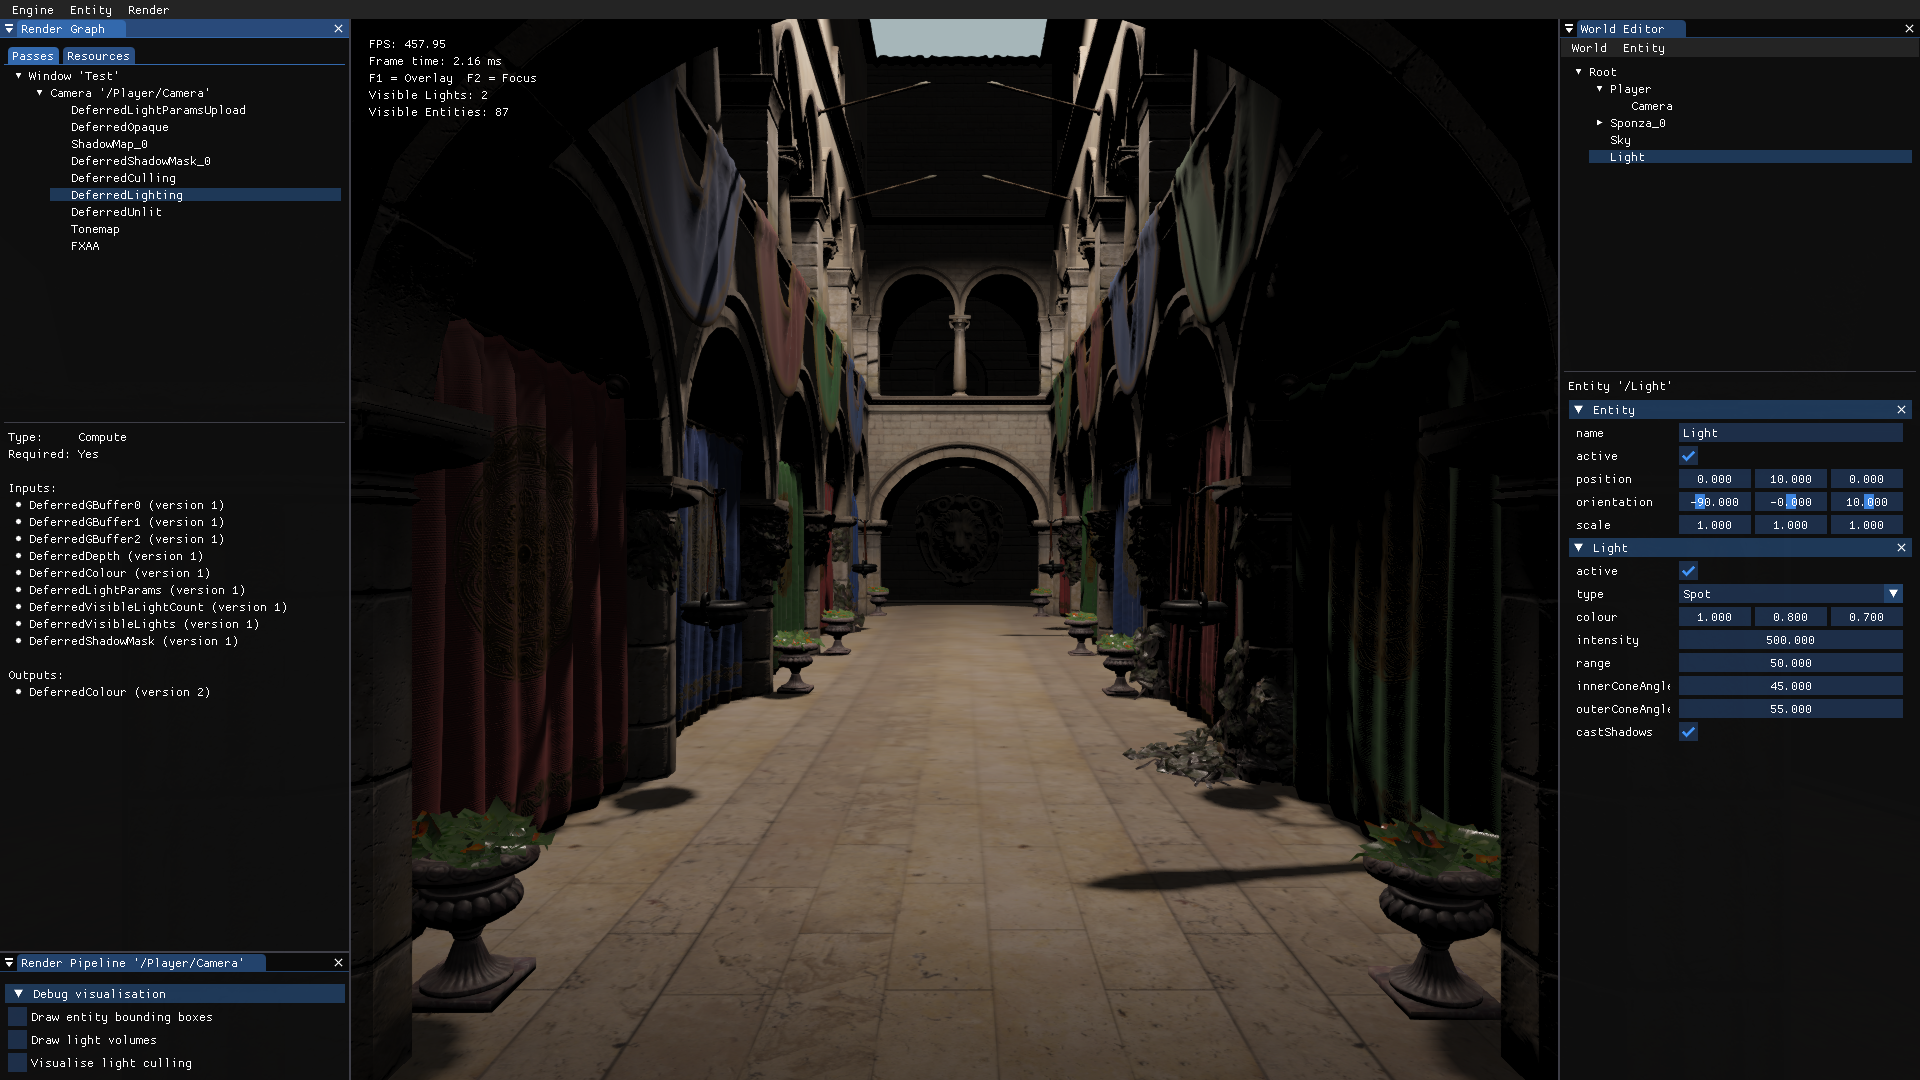 Engine Entity Render
Render Graph
Passes Resources
Window 'Test'
Camera '/Player/Camera'
DeferredLightParamsUpload
DeferredOpaque
ShadowMap_0
DeferredShadowMask_0
DeferredCulling
DeferredLighting
DeferredUnlit
Tonemap
FXAA
Type: Compute
Required: Yes
Inputs:
DeferredGBuffer0 (version 1)
DeferredGBuffer1 (version 1)
DeferredGBuffer2 (version 1)
DeferredDepth (version 1)
DeferredColour (version 1)
DeferredLightParams (version 1)
DeferredVisibleLightCount (version 1)
DeferredVisibleLights (version 1)
DeferredShadowMask (version 1)
Outputs:
DeferredColour (version 2)
Render Pipeline '/Player/Camera'
Debug visualisation
Draw entity bounding boxes
Draw light volumes
Visualise light culling
FPS: 457.95
Frame time: 2.16 ms
F1 = Overlay F2 = Focus
Visible Lights: 2
Visible Entities: 87
World Editor
World Entity
Root
Player
Camera
Sponza_0
Sky
Light
Entity '/Light'
Entity
name Light
active
position 0.000 10.000 0.000
orientation -90.000 -0.000 10.000
scale 1.000 1.000 1.000
Light
active
type Spot
colour 1.000 0.800 0.700
intensity 500.000
range 50.000
innerConeAngle 45.000
outerConeAngle 55.000
castShadows